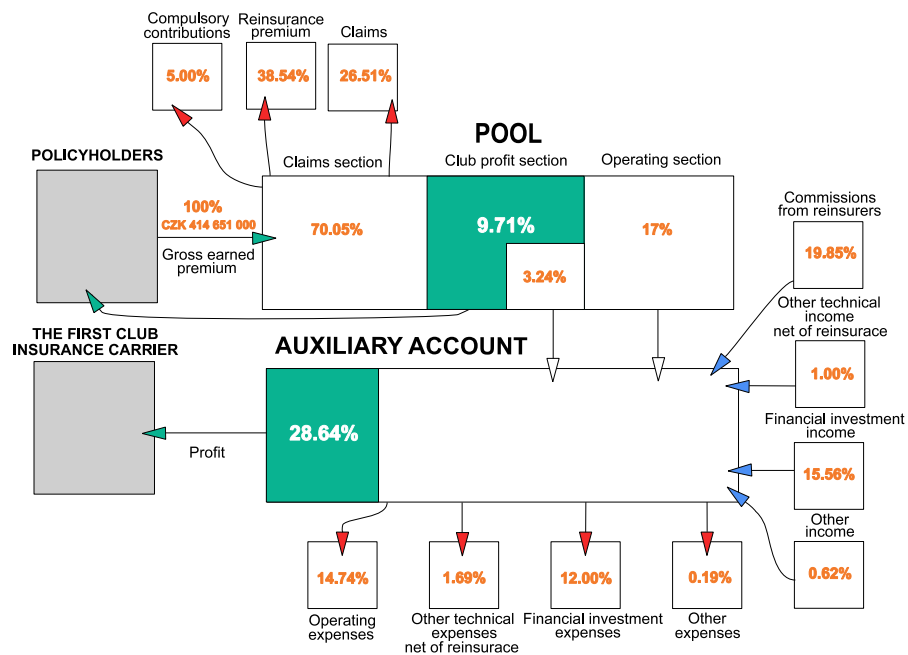 Compulsory
contributions
Reinsurance
premium
Claims
5.00%
38.54%
26.51%
POOL
POLICYHOLDERS
Claims section
Club profit section
Operating section
100%
CZK 414 651 000
Gross earned
premium
70.05%
9.71%
3.24%
17%
Commissions
from reinsurers
19.85%
Other technical
income
net of reinsurace
1.00%
THE FIRST CLUB
INSURANCE CARRIER
AUXILIARY ACCOUNT
28.64%
Profit
Financial investment
income
15.56%
Other
income
0.62%
14.74%
1.69%
12.00%
0.19%
Operating
expenses
Other technical
expenses
net of reinsurace
Financial investment
expenses
Other
expenses